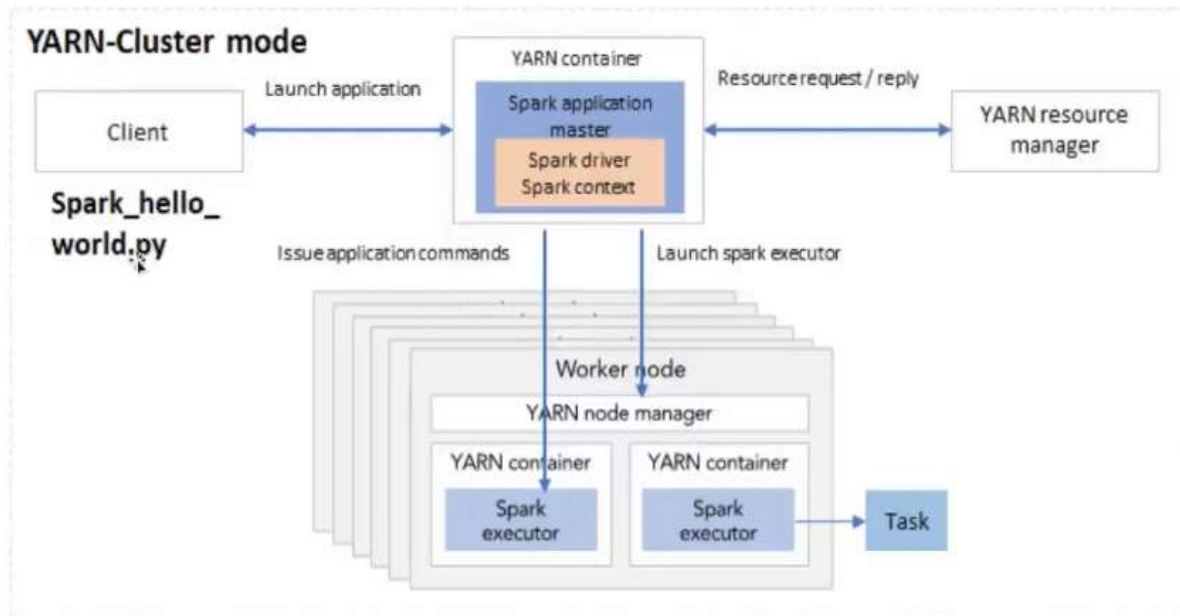 YARN-Cluster mode
Client
Spark_hello_
world.py
Launch application
YARN container
Spark application
master
Spark driver
Spark context
Resource request / reply
YARN resource
manager
Issue application commands
Launch spark executor
Worker node
YARN node manager
YARN container
Spark
executor
YARN container
Spark
executor
Task